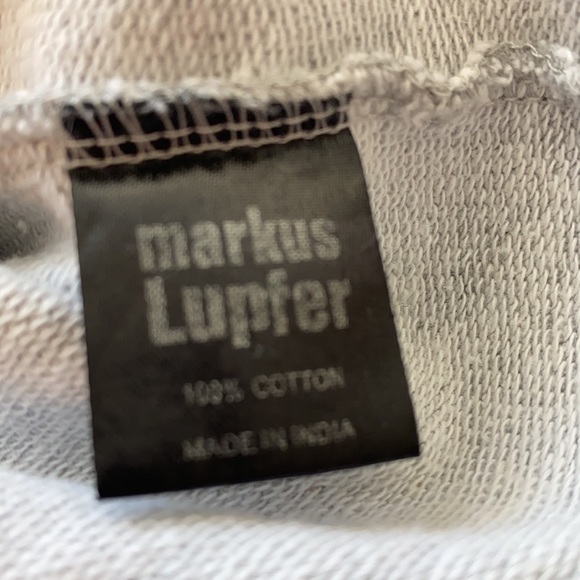 markus
Lupfer
100% COTTON
MADE IN INDIA